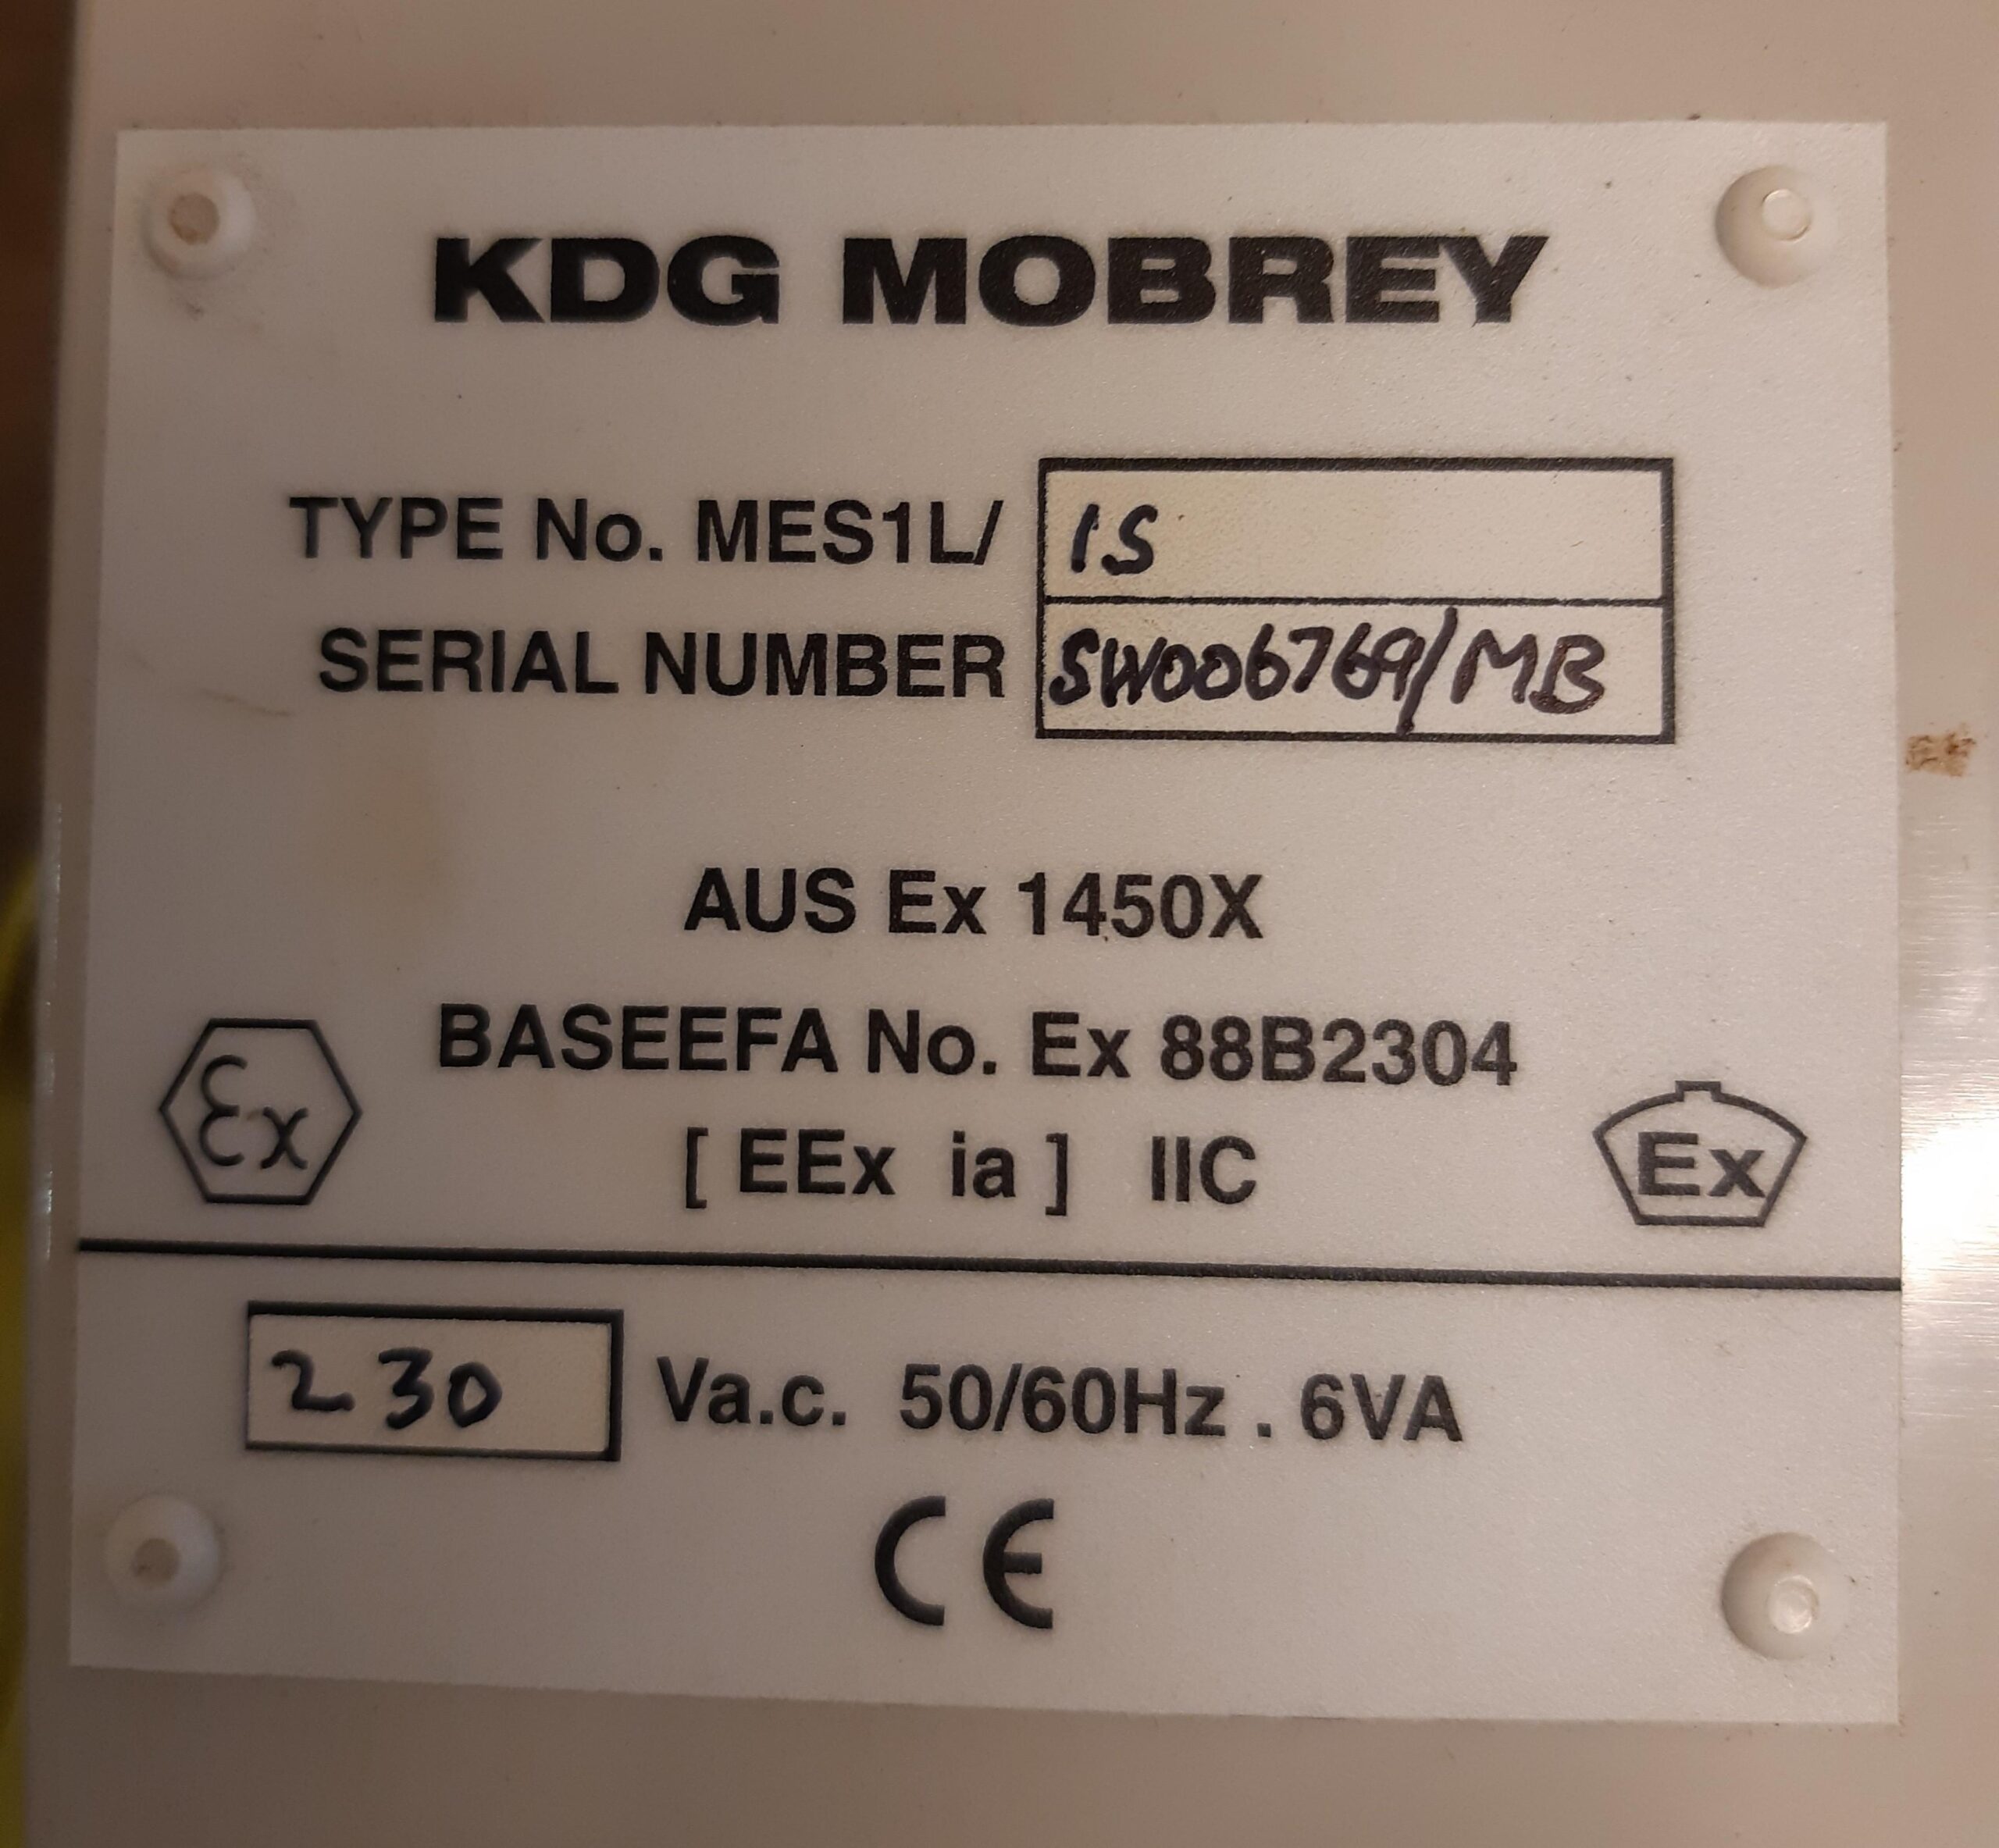 KDG MOBREY
TYPE No. MES1L/ IS
SERIAL NUMBER SW006769/MB
AUS Ex 1450X
BASEEFA No. Ex 88B2304
Ex [ EEx ia ] IIC Ex
230 Va.c. 50/60Hz . 6VA
CE